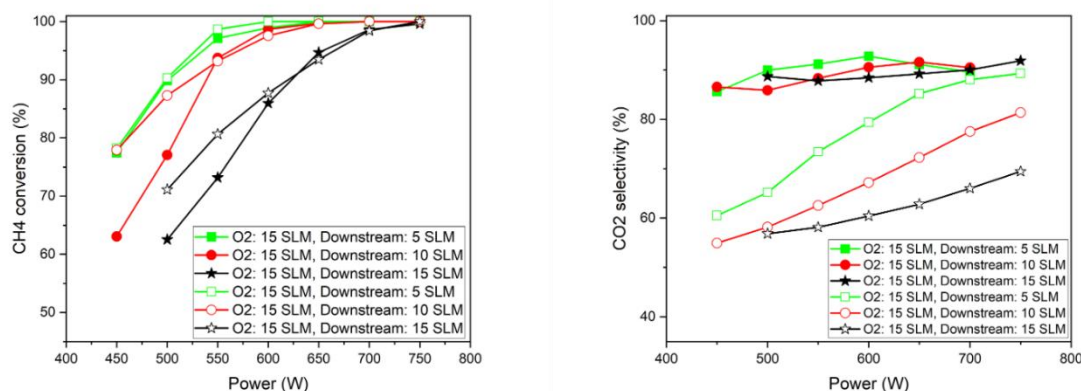 100
90
80
70
60
50
CH4 conversion (%)
O2: 15 SLM, Downstream: 5 SLM
O2: 15 SLM, Downstream: 10 SLM
O2: 15 SLM, Downstream: 15 SLM
O2: 15 SLM, Downstream: 5 SLM
O2: 15 SLM, Downstream: 10 SLM
O2: 15 SLM, Downstream: 15 SLM
400 450 500 550 600 650 700 750 800
Power (W)
100
80
60
40
CO2 selectivity (%)
O2: 15 SLM, Downstream: 5 SLM
O2: 15 SLM, Downstream: 10 SLM
O2: 15 SLM, Downstream: 15 SLM
O2: 15 SLM, Downstream: 5 SLM
O2: 15 SLM, Downstream: 10 SLM
O2: 15 SLM, Downstream: 15 SLM
400 500 600 700 800
Power (W)